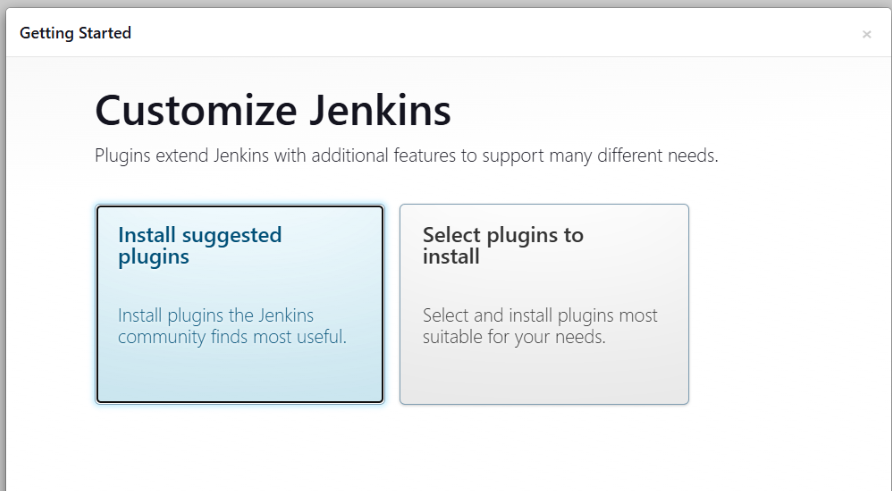 Getting Started
×
Customize Jenkins
Plugins extend Jenkins with additional features to support many different needs.
Install suggested
plugins
Install plugins the Jenkins
community finds most useful.
Select plugins to
install
Select and install plugins most
suitable for your needs.